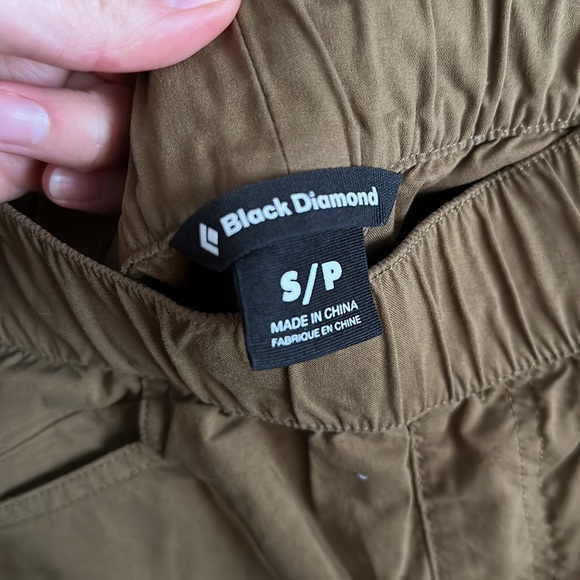 Black Diamond
S/P
MADE IN CHINA
FABRIQUE EN CHINE